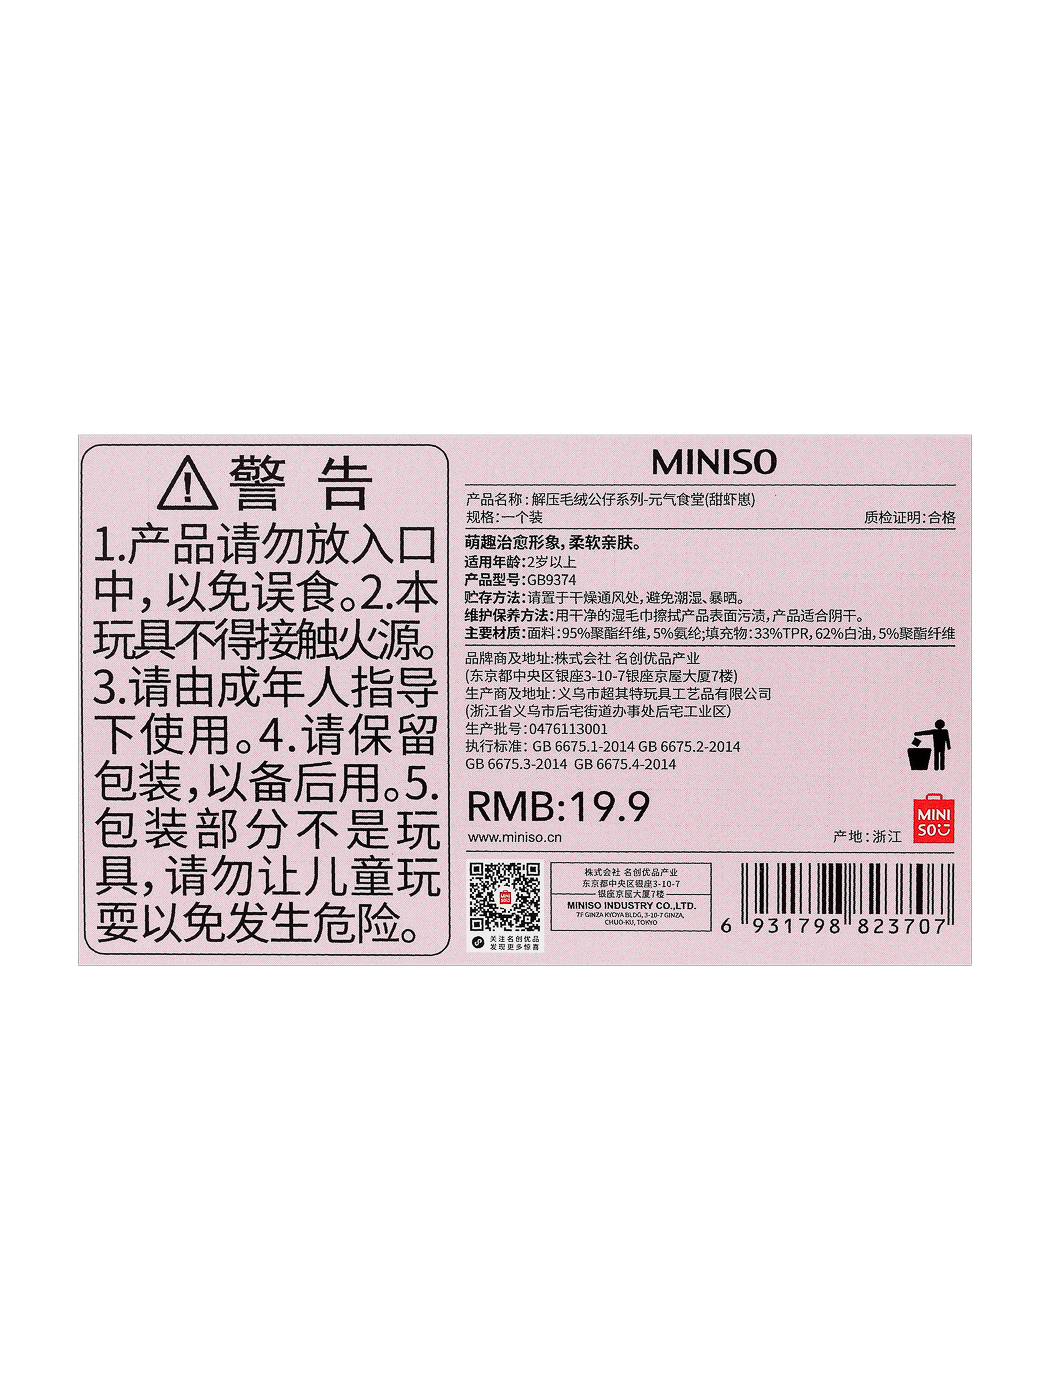 警 告
1.产品请勿放入口
中，以免误食。2.本
玩具不得接触火源。
3.请由成年人指导
下使用。4.请保留
包装，以备后用。5.
包装部分不是玩
具，请勿让儿童玩
耍以免发生危险。
MINISO
产品名称：解压毛绒公仔系列-元气食堂(甜虾崽)
规格：一个装 质检证明：合格
萌趣治愈形象，柔软亲肤。
适用年龄：2岁以上
产品型号：GB9374
贮存方法：请置于干燥通风处，避免潮湿、暴晒。
维护保养方法：用干净的湿毛巾擦拭产品表面污渍，产品适合阴干。
主要材质：面料：95%聚酯纤维，5%氨纶;填充物：33%TPR，62%白油，5%聚酯纤维
品牌商及地址:株式会社 名创优品产业
(东京都中央区银座3-10-7银座京屋大厦7楼)
生产商及地址：义乌市超其特玩具工艺品有限公司
(浙江省义乌市后宅街道办事处后宅工业区)
生产批号：0476113001
执行标准： GB 6675.1-2014 GB 6675.2-2014
GB 6675.3-2014 GB 6675.4-2014
RMB:19.9
www.miniso.cn
产地：浙江
MINI
SO
关注名创优品
发现更多惊喜
株式会社 名创优品产业
东京都中央区银座3-10-7
银座京屋大厦7楼
MINISO INDUSTRY CO.,LTD.
7F GINZA KYOYA BLDG, 3-10-7 GINZA,
CHUO-KU, TOKYO
6 931798 823707